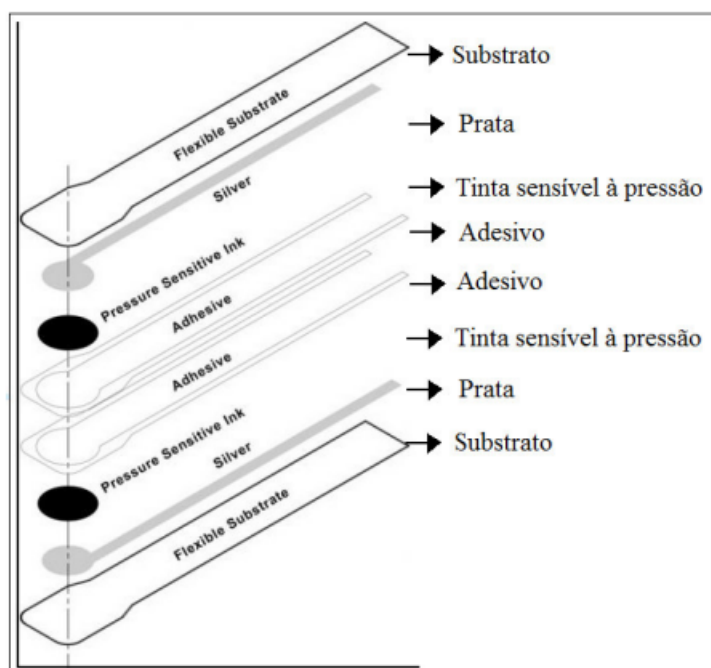 Flexible Substrate
Substrato
Silver
Prata
Pressure Sensitive Ink
Tinta sensível à pressão
Adhesive
Adesivo
Adhesive
Adesivo
Pressure Sensitive Ink
Tinta sensível à pressão
Silver
Prata
Flexible Substrate
Substrato